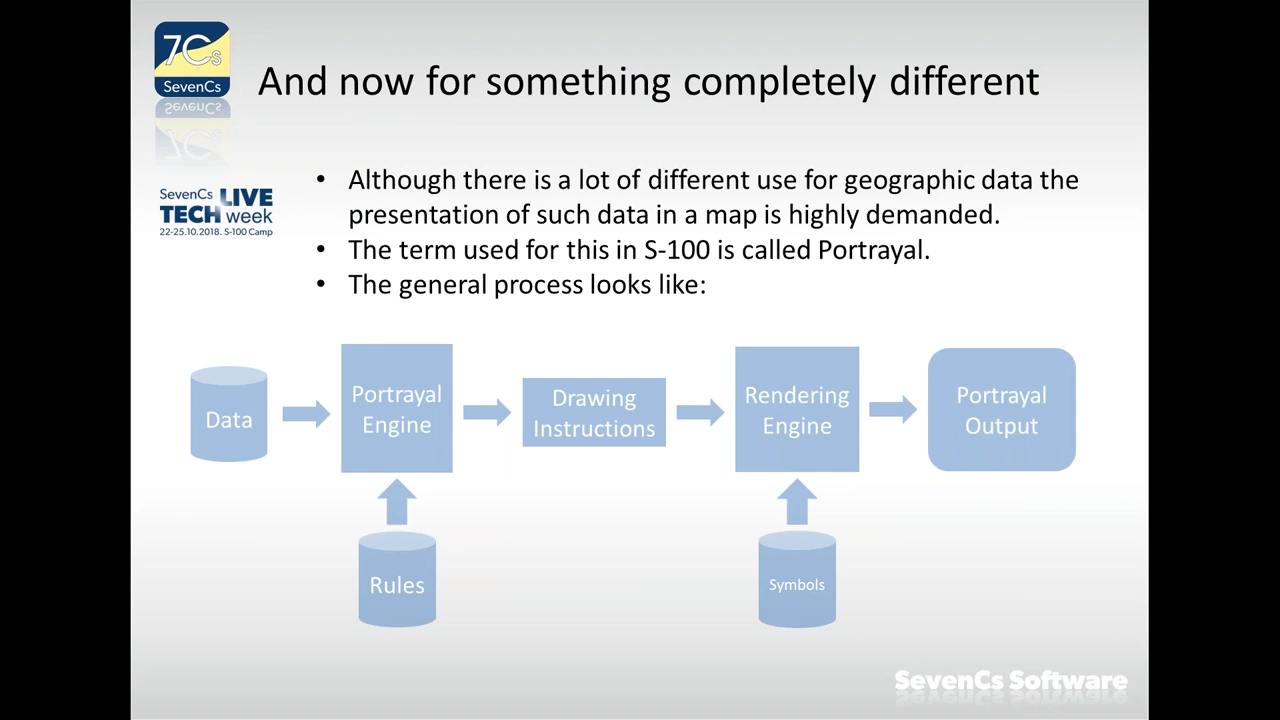 7Cs
SevenCs
And now for something completely different
SevenCs LIVE
TECH week
22-25.10.2018. S-100 Camp
• Although there is a lot of different use for geographic data the
presentation of such data in a map is highly demanded.
• The term used for this in S-100 is called Portrayal.
• The general process looks like:
Data
Portrayal
Engine
Drawing
Instructions
Rendering
Engine
Portrayal
Output
Rules
Symbols
SevenCs Software